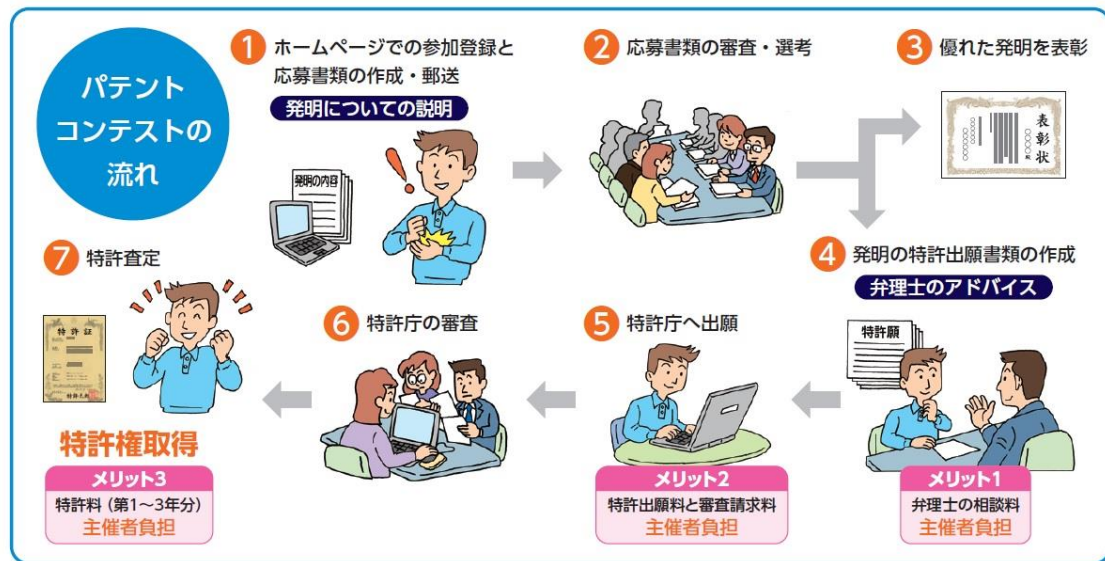 パテント
コンテストの
流れ
1 ホームページでの参加登録と
応募書類の作成・郵送
発明についての説明
発明の内容
2 応募書類の審査・選考
3 優れた発明を表彰
表彰状
○○○○殿
4 発明の特許出願書類の作成
弁理士のアドバイス
特許願
メリット1
弁理士の相談料
主催者負担
5 特許庁へ出願
メリット2
特許出願料と審査請求料
主催者負担
6 特許庁の審査
7 特許査定
特許証
特許権取得
メリット3
特許料（第1～3年分）
主催者負担